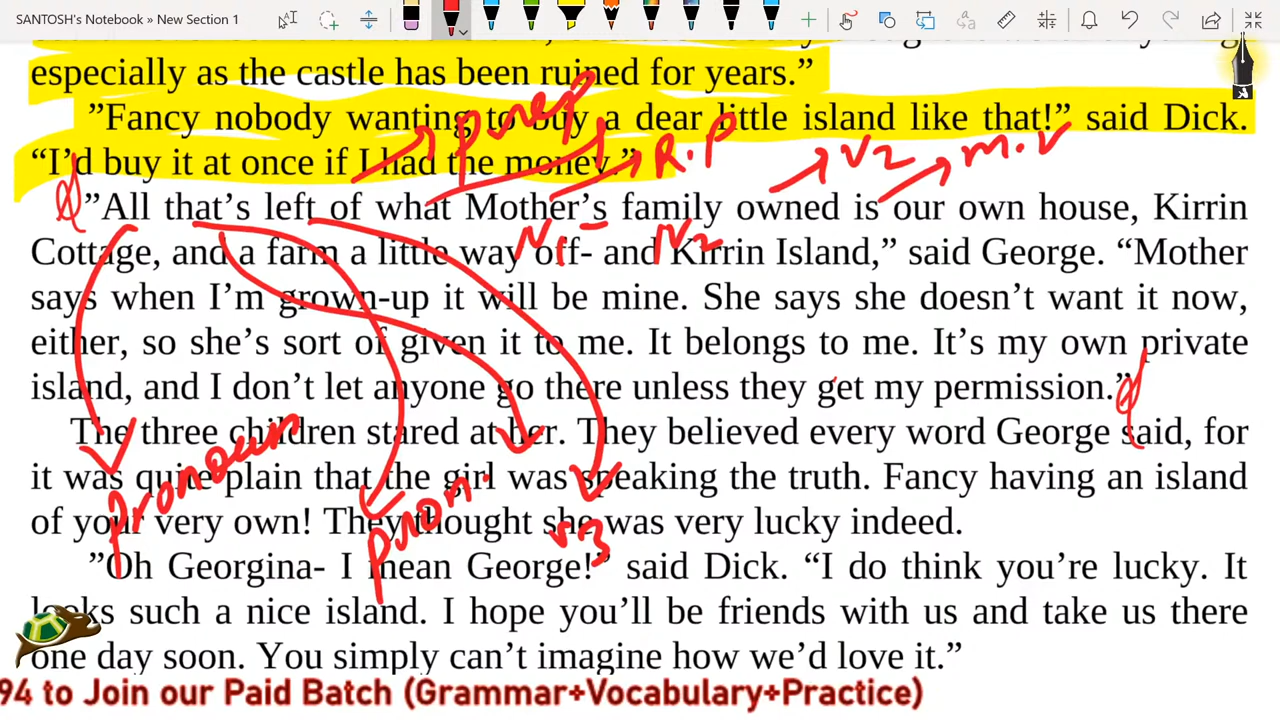 SANTOSH's Notebook » New Section 1
especially as the castle has been ruined for years.”
”Fancy nobody wanting to buy a dear little island like that!” said Dick.
“I’d buy it at once if I had the money.”
prep
R.P
V2
m.v
”All that’s left of what Mother’s family owned is our own house, Kirrin
Cottage, and a farm a little way off- and Kirrin Island,” said George. “Mother
says when I’m grown-up it will be mine. She says she doesn’t want it now,
either, so she’s sort of given it to me. It belongs to me. It’s my own private
island, and I don’t let anyone go there unless they get my permission.”
The three children stared at her. They believed every word George said, for
it was quite plain that the girl was speaking the truth. Fancy having an island
of your very own! They thought she was very lucky indeed.
pronoun
pron.
v3
”Oh Georgina- I mean George!” said Dick. “I do think you’re lucky. It
looks such a nice island. I hope you’ll be friends with us and take us there
one day soon. You simply can’t imagine how we’d love it.”
94 to Join our Paid Batch (Grammar+Vocabulary+Practice)